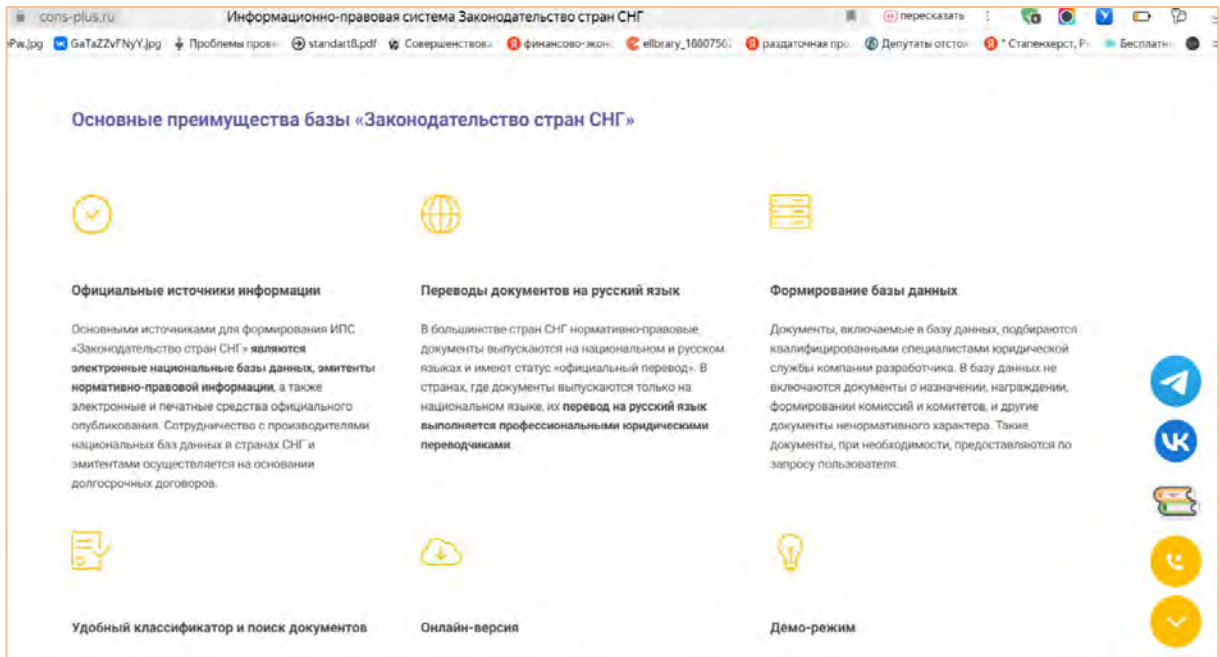 cons-plus.ru Информационно-правовая система Законодательство стран СНГ пересказать
Pw.jpg GaTaZZvFNyY.jpg Проблемы прове standart8.pdf Совершенствова финансово-экон elibrary_ раздаточная про Депутаты отстоя * Стапенхерст, Р Бесплатн
Основные преимущества базы «Законодательство стран СНГ»
Официальные источники информации
Основными источниками для формирования ИПС
«Законодательство стран СНГ» являются
электронные национальные базы данных, эмитенты
нормативно-правовой информации, а также
электронные и печатные средства официального
опубликования. Сотрудничество с производителями
национальных баз данных в странах СНГ и
эмитентами осуществляется на основании
долгосрочных договоров.
Переводы документов на русский язык
В большинстве стран СНГ нормативно-правовые
документы выпускаются на национальном и русском
языках и имеют статус «официальный перевод». В
странах, где документы выпускаются только на
национальном языке, их перевод на русский язык
выполняется профессиональными юридическими
переводчиками.
Формирование базы данных
Документы, включаемые в базу данных, подбираются
квалифицированными специалистами юридической
службы компании разработчика. В базу данных не
включаются документы о назначении, награждении,
формировании комиссий и комитетов, и другие
документы ненормативного характера. Такие
документы, при необходимости, предоставляются по
запросу пользователя.
Удобный классификатор и поиск документов
Онлайн-версия
Демо-режим